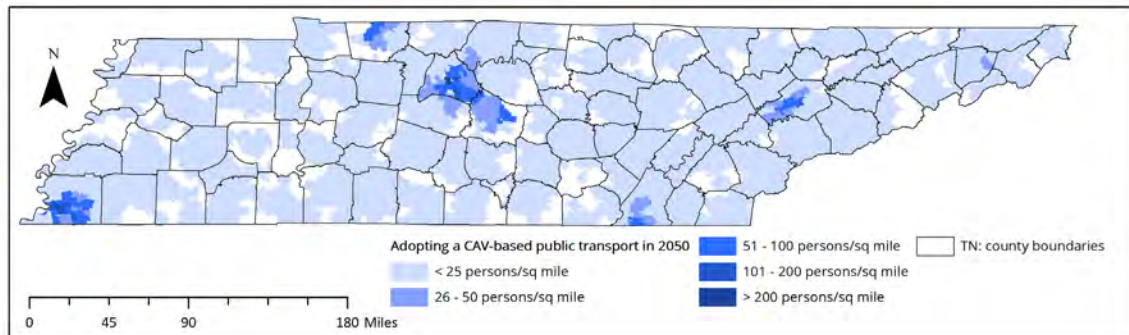 N
Adopting a CAV-based public transport in 2050
< 25 persons/sq mile
26 - 50 persons/sq mile
51 - 100 persons/sq mile
101 - 200 persons/sq mile
> 200 persons/sq mile
TN: county boundaries
0 45 90 180 Miles